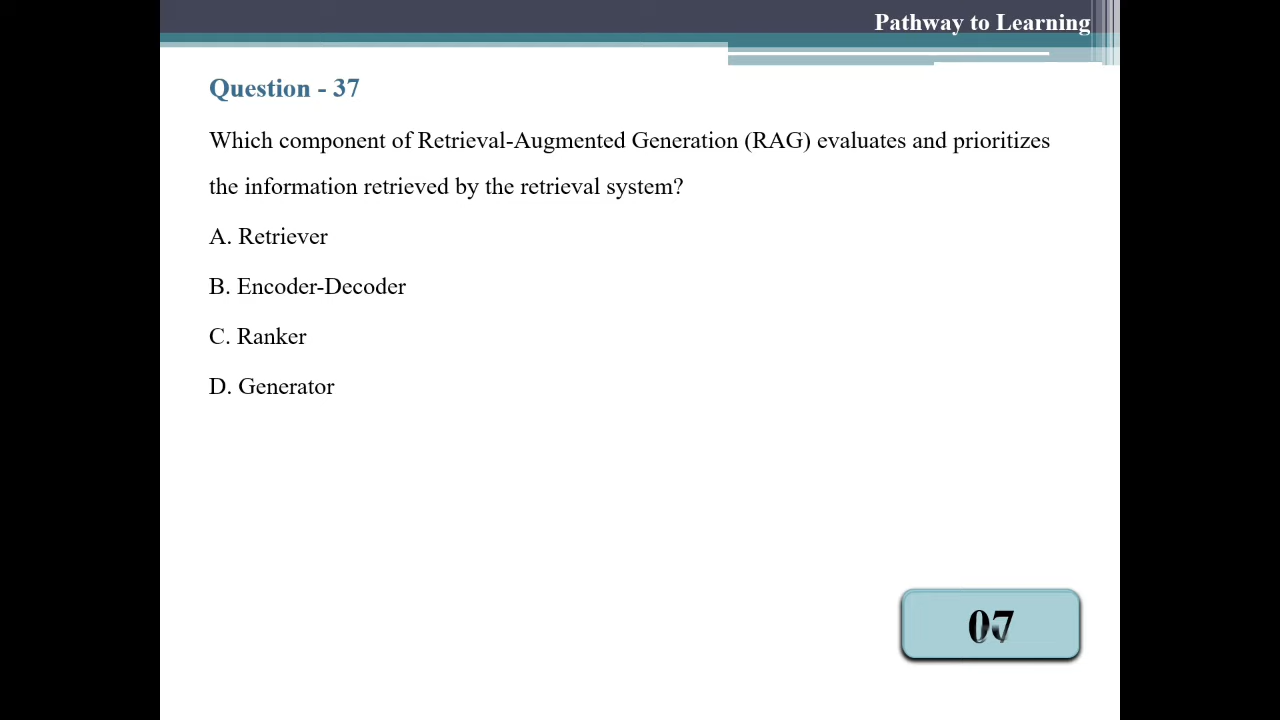 Pathway to Learning
Question - 37
Which component of Retrieval-Augmented Generation (RAG) evaluates and prioritizes
the information retrieved by the retrieval system?
A. Retriever
B. Encoder-Decoder
C. Ranker
D. Generator
07